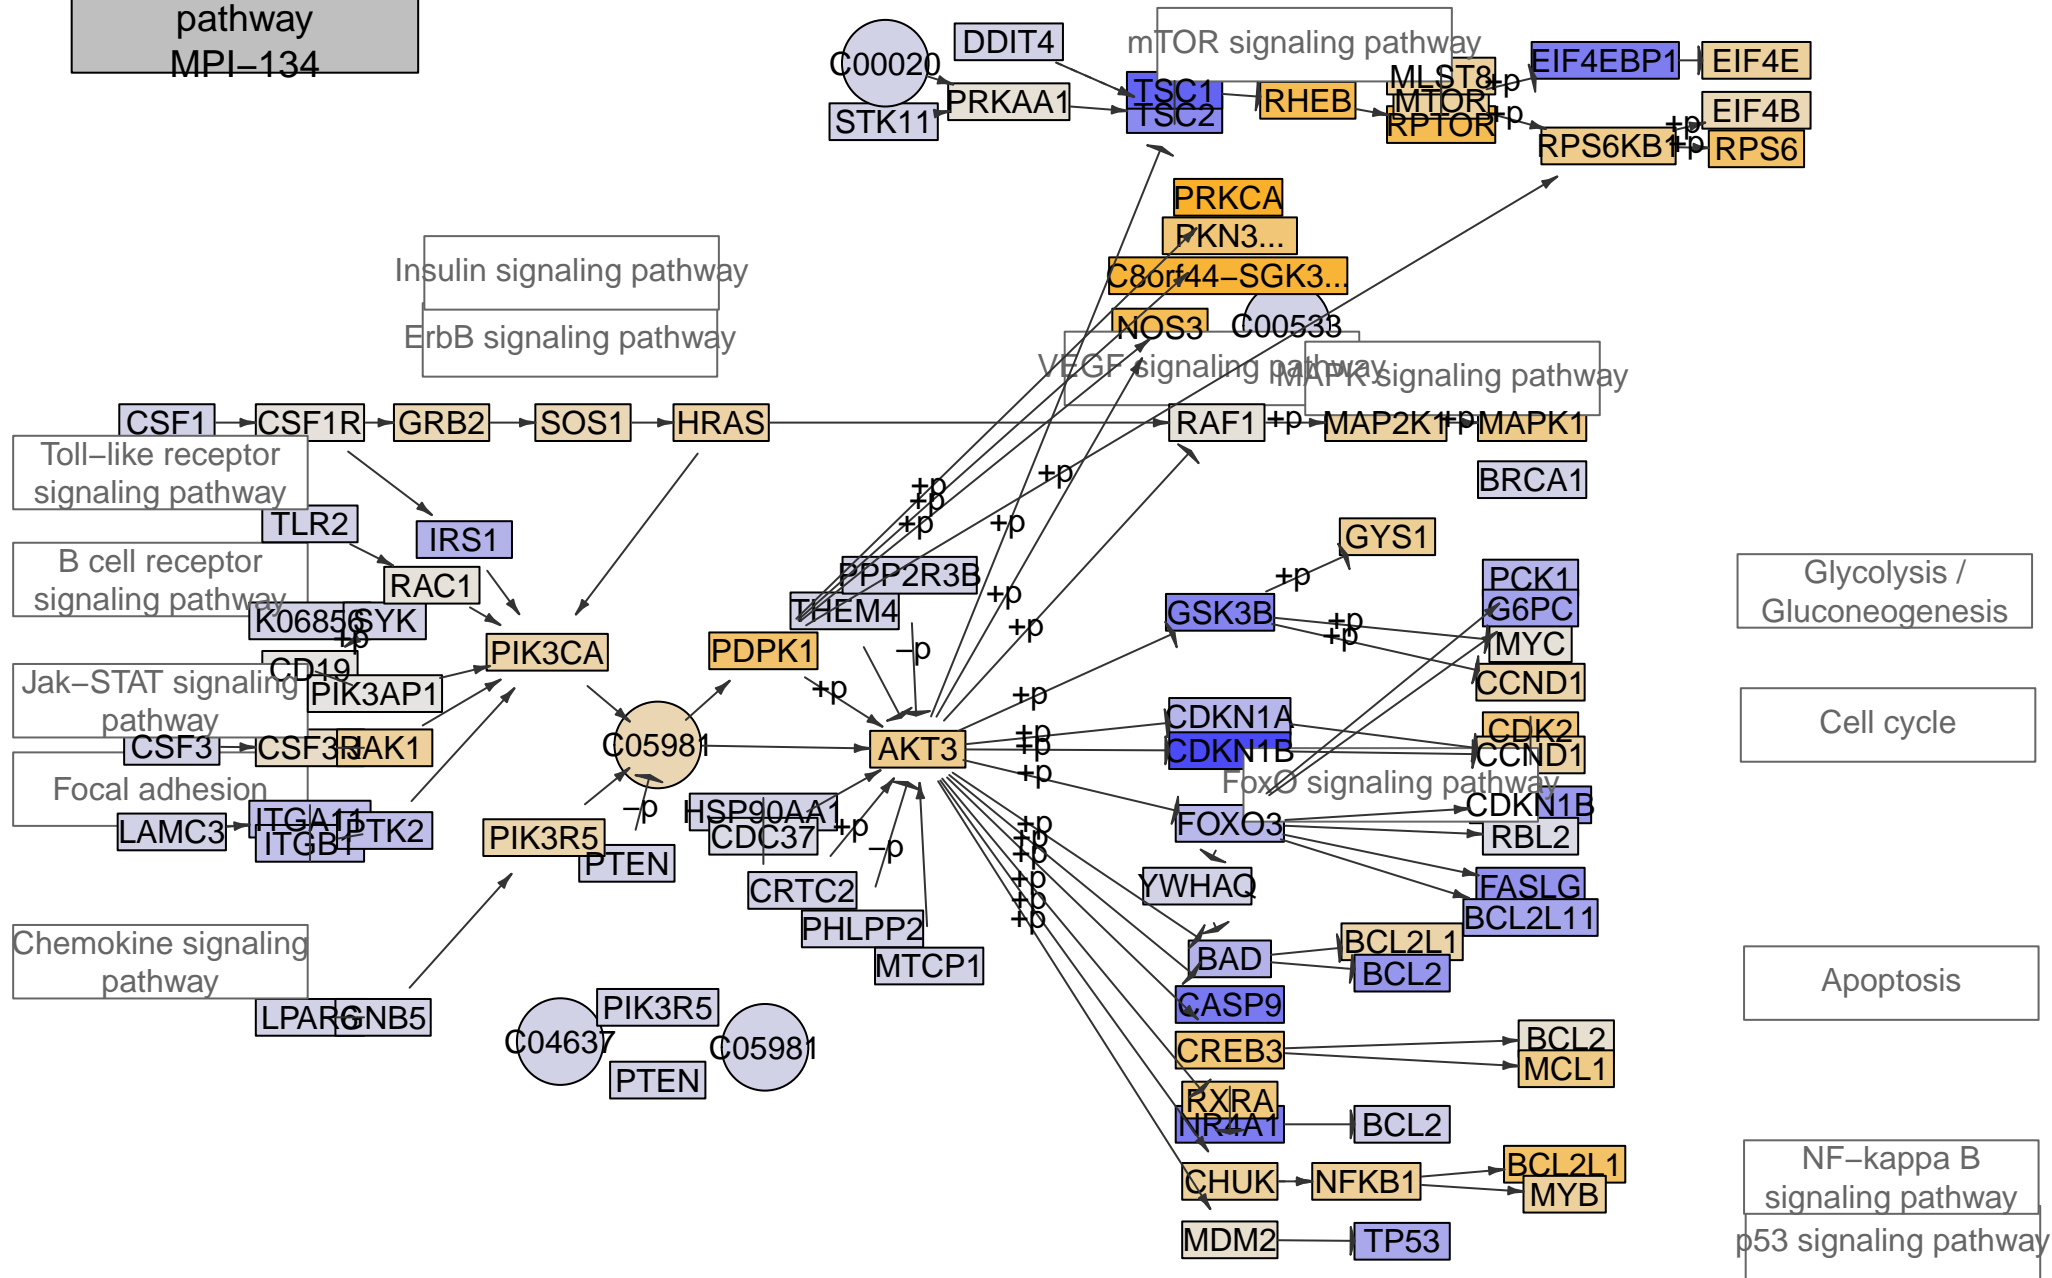 pathway
MPI−134
C00020
DDIT4
mTOR signaling pathway
STK11
PRKAA1
TSC1
TSC2
RHEB
MLST8
MTOR
RPTOR
+p
+p
EIF4EBP1
EIF4E
EIF4B
RPS6KB1
+p
+p
RPS6
PRKCA
PKN3...
C8orf44−SGK3...
NOS3
C00533
Insulin signaling pathway
ErbB signaling pathway
VEGF signaling pathway
MAPK signaling pathway
CSF1
CSF1R
GRB2
SOS1
HRAS
RAF1
+p
MAP2K1
+p
MAPK1
BRCA1
Toll−like receptor
signaling pathway
TLR2
IRS1
B cell receptor
signaling pathway
RAC1
K06856
SYK
+p
CD19
PIK3AP1
PIK3CA
Jak−STAT signaling
pathway
CSF3
CSF3R
JAK1
Focal adhesion
LAMC3
ITGA11
ITGB1
PTK2
Chemokine signaling
pathway
LPAR6
GNB5
C05981
PDPK1
+p
THEM4
PPP2R3B
−p
+p
+p
+p
+p
+p
+p
+p
+p
AKT3
PIK3R5
PTEN
−p
HSP90AA1
CDC37
+p
−p
CRTC2
PHLPP2
MTCP1
C04637
PIK3R5
PTEN
C05981
GYS1
+p
GSK3B
+p
+p
PCK1
G6PC
MYC
CCND1
CDKN1A
CDKN1B
CDK2
CCND1
FoxO signaling pathway
+p
+p
+p
FOXO3
CDKN1B
RBL2
FASLG
BCL2L11
YWHAQ
BAD
BCL2L1
BCL2
CASP9
CREB3
BCL2
MCL1
RXRA
NR4A1
BCL2
CHUK
NFKB1
BCL2L1
MYB
MDM2
TP53
+p
+p
+p
+p
+p
+p
Glycolysis /
Gluconeogenesis
Cell cycle
Apoptosis
NF−kappa B
signaling pathway
p53 signaling pathway